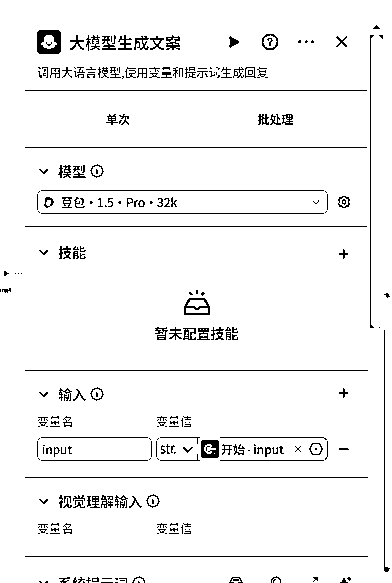 大模型生成文案
调用大语言模型,使用变量和提示词生成回复
单次 批处理
模型
豆包·1.5·Pro·32k
技能
暂未配置技能
输入
变量名 变量值
input str. 开始 - input
视觉理解输入
变量名 变量值
系统提示词